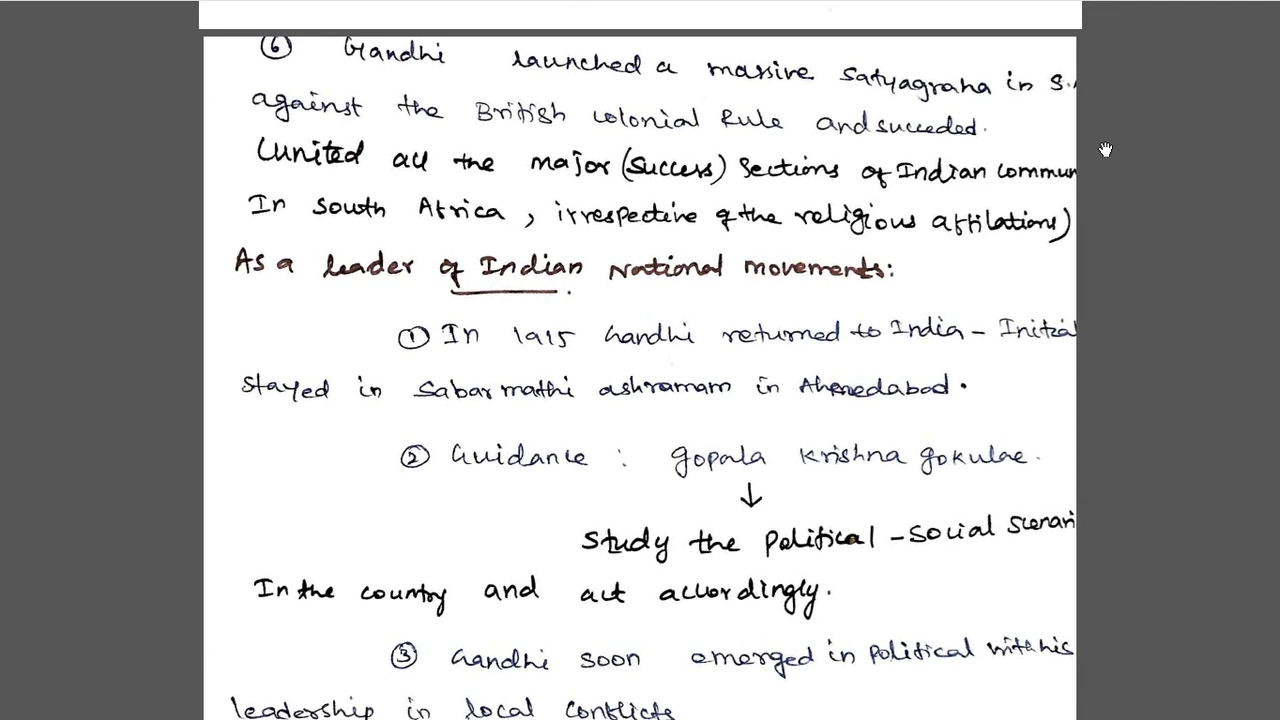 ⑥ Gandhi launched a massive Satyagraha in S.A
against the British colonial Rule and succeded.
(united all the major (success) sections of Indian commun
In South Africa, irrespective of the religious affilations)
As a leader of Indian National movements:
① In 1915 Gandhi returned to India - Initial
stayed in Sabarmathi ashramam in Ahmedabad.
② Guidance : Gopala Krishna Gokulae.
↓
Study the Political - Social Scenari
In the country and act accordingly.
③ Gandhi soon emerged in political with his
leadership in local conflicts